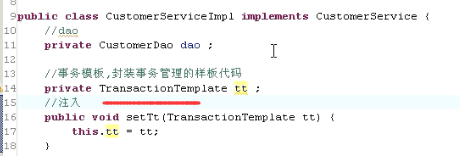 8
9 public class CustomerServiceImpl implements CustomerService {
10 //dao
11 private CustomerDao dao ;
12
13 //事务模板,封装事务管理的样板代码
14 private TransactionTemplate tt ;
15 //注入
16 public void setTt(TransactionTemplate tt) {
17 this.tt = tt;
18 }